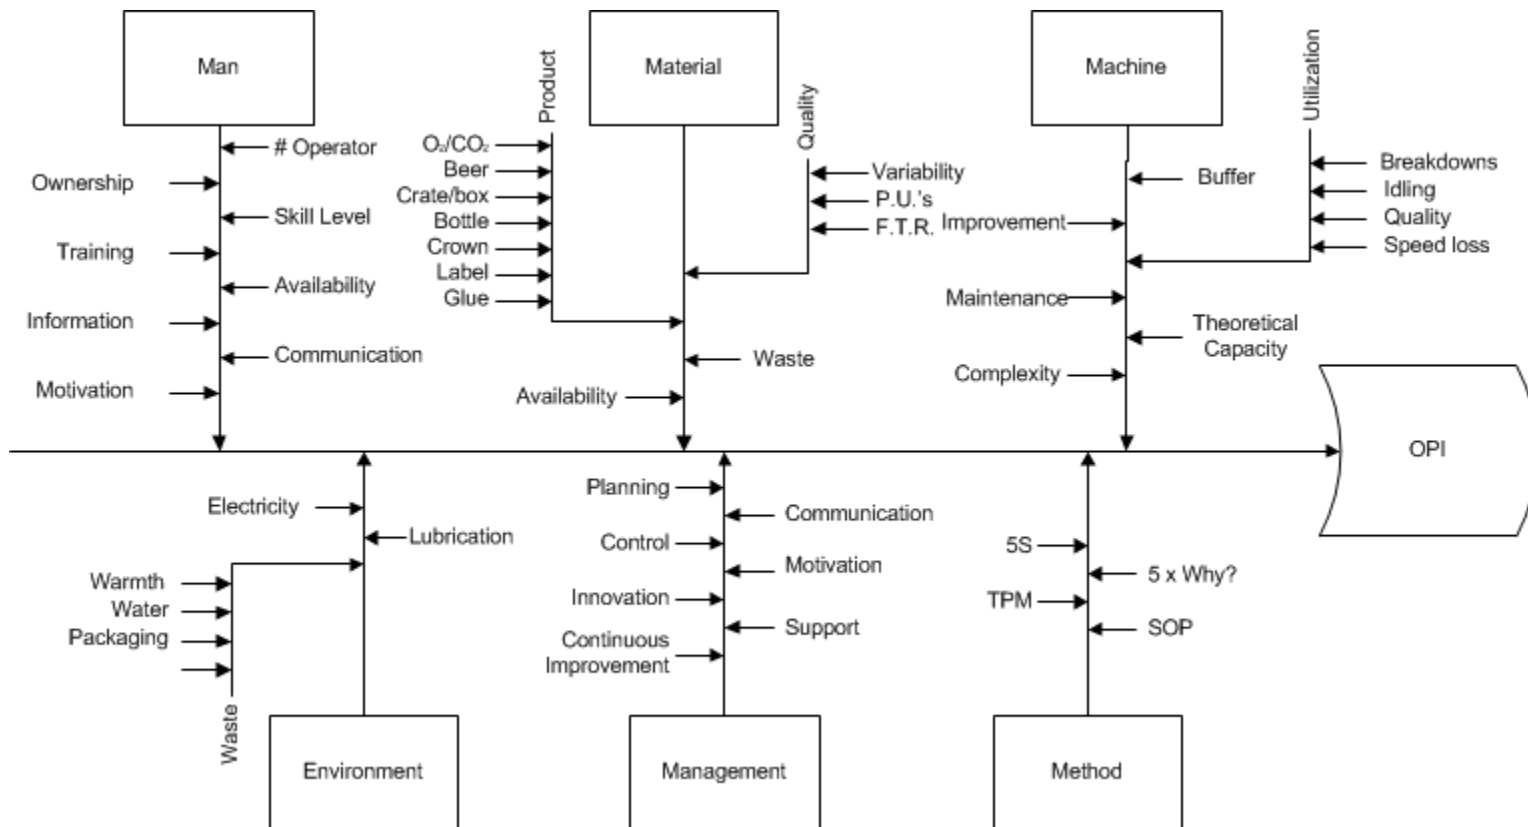 Man
Material
Machine
Product
Quality
Utilization
# Operator
Ownership
Skill Level
Training
Availability
Information
Communication
Motivation
O₂/CO₂
Beer
Crate/box
Bottle
Crown
Label
Glue
Variability
P.U.'s
F.T.R.
Waste
Availability
Buffer
Improvement
Maintenance
Theoretical
Capacity
Complexity
Breakdowns
Idling
Quality
Speed loss
OPI
Electricity
Lubrication
Warmth
Water
Packaging
Waste
Environment
Planning
Communication
Control
Motivation
Innovation
Support
Continuous
Improvement
Management
5S
5 x Why?
TPM
SOP
Method